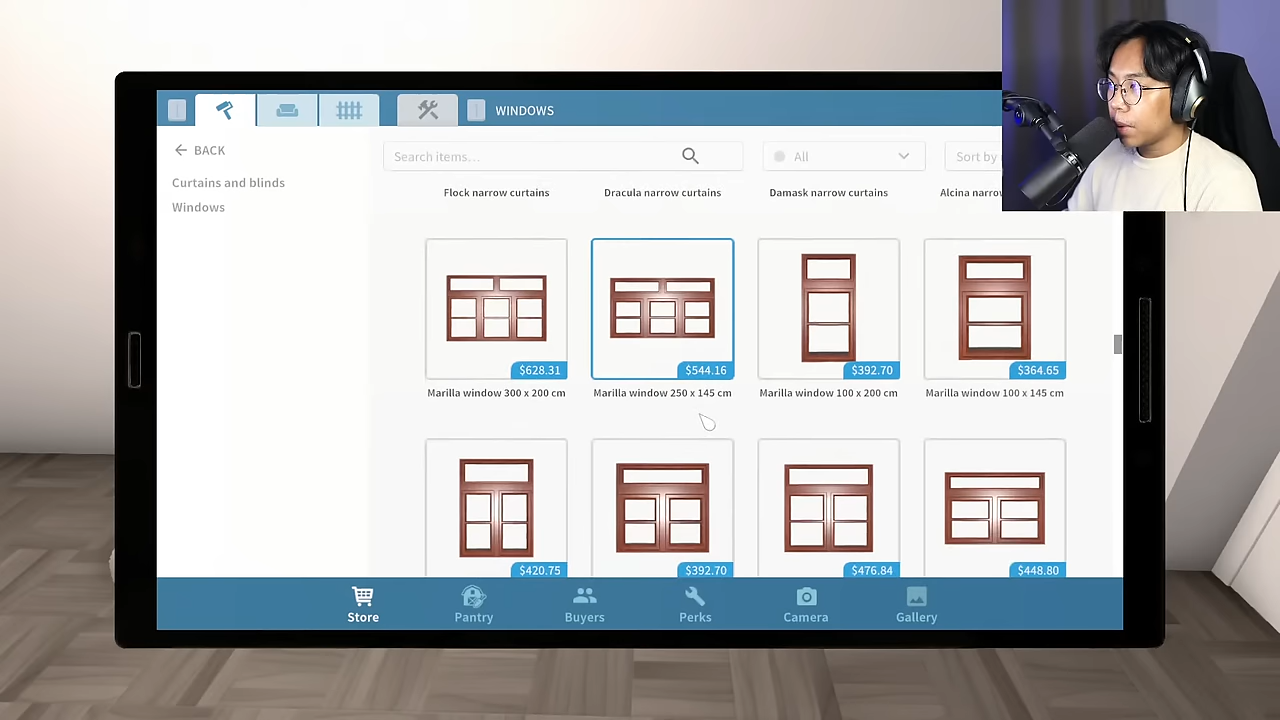 WINDOWS
BACK
Search items...
All
Sort by
Curtains and blinds
Windows
Flock narrow curtains
Dracula narrow curtains
Damask narrow curtains
Alcina narrow
$628.31
$544.16
$392.70
$364.65
Marilla window 300 x 200 cm
Marilla window 250 x 145 cm
Marilla window 100 x 200 cm
Marilla window 100 x 145 cm
$420.75
$392.70
$476.84
$448.80
Store
Pantry
Buyers
Perks
Camera
Gallery